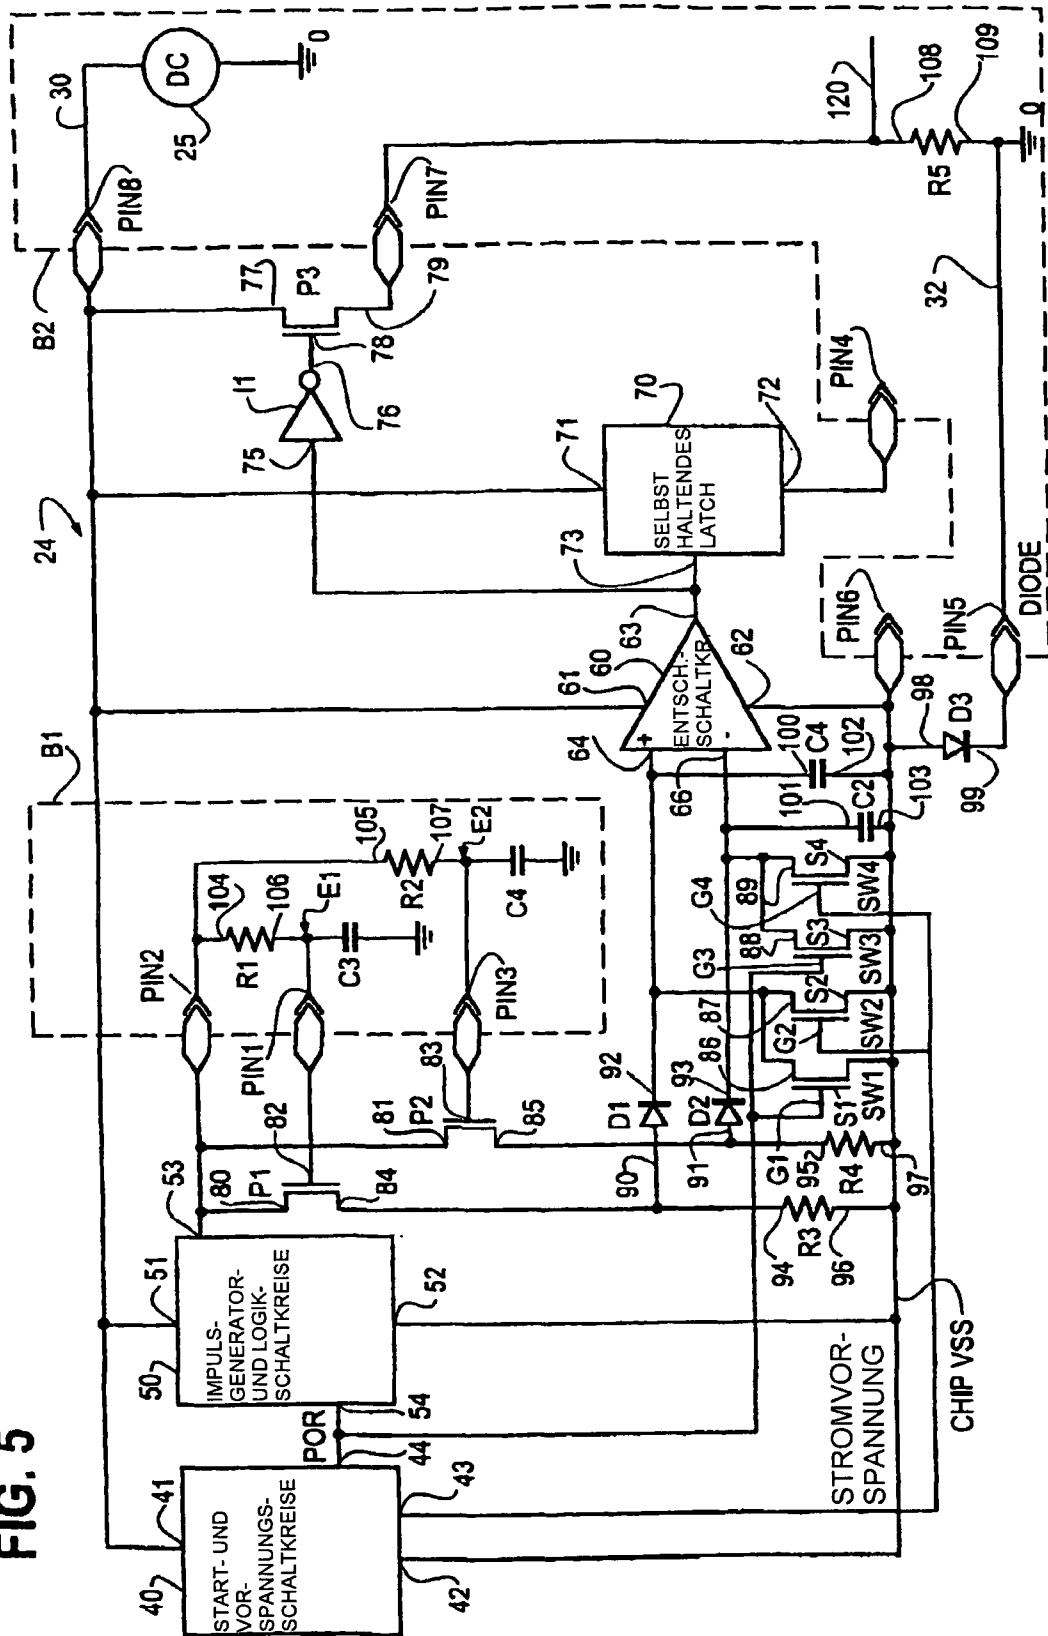 FIG. 5
40
41
START- UND
VOR-
SPANNUNGS-
SCHALTKREISE
42
43
44
POR
54
50
51
IMPULS-
GENERATOR-
UND LOGIK-
SCHALTKREISE
52
53
STROMVOR-
SPANNUNG
CHIP VSS
80
P1
82
84
81
P2
83
85
PIN2
PIN1
PIN3
B1
104
106
R1
E1
C3
105
107
R2
E2
C4
24
90
D1
92
91
D2
93
94
R3
96
95
R4
97
G1
S1
SW1
86
G2
S2
SW2
87
G3
S3
SW3
88
G4
S4
SW4
89
101
C2
103
100
C4
102
64
66
+
-
61
60
ENTSCH.-
SCHALTKR.
62
63
73
70
71
SELBST
HALTENDES
LATCH
72
75
I1
76
77
P3
78
79
B2
PIN8
PIN7
PIN4
PIN6
PIN5
98
D3
99
DIODE
30
DC
25
0
120
108
R5
109
32
0